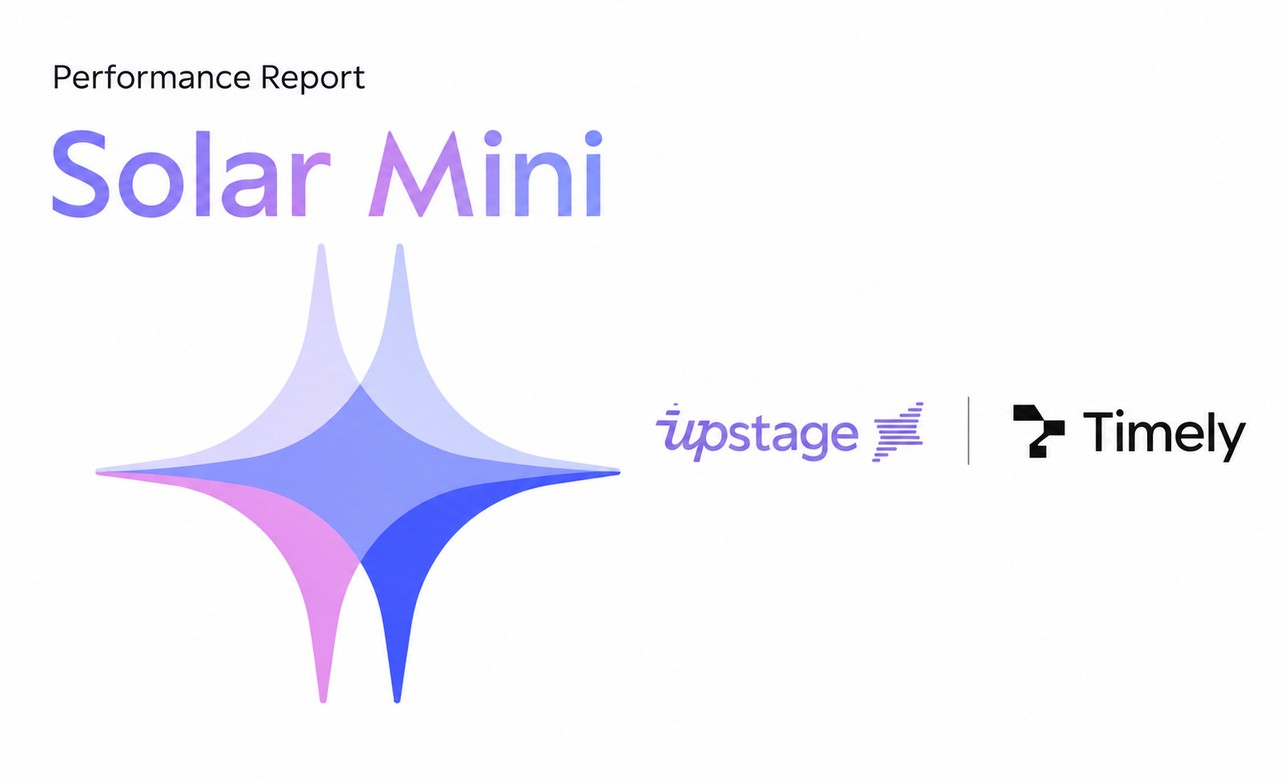 Performance Report
Solar Mini
upstage
Timely